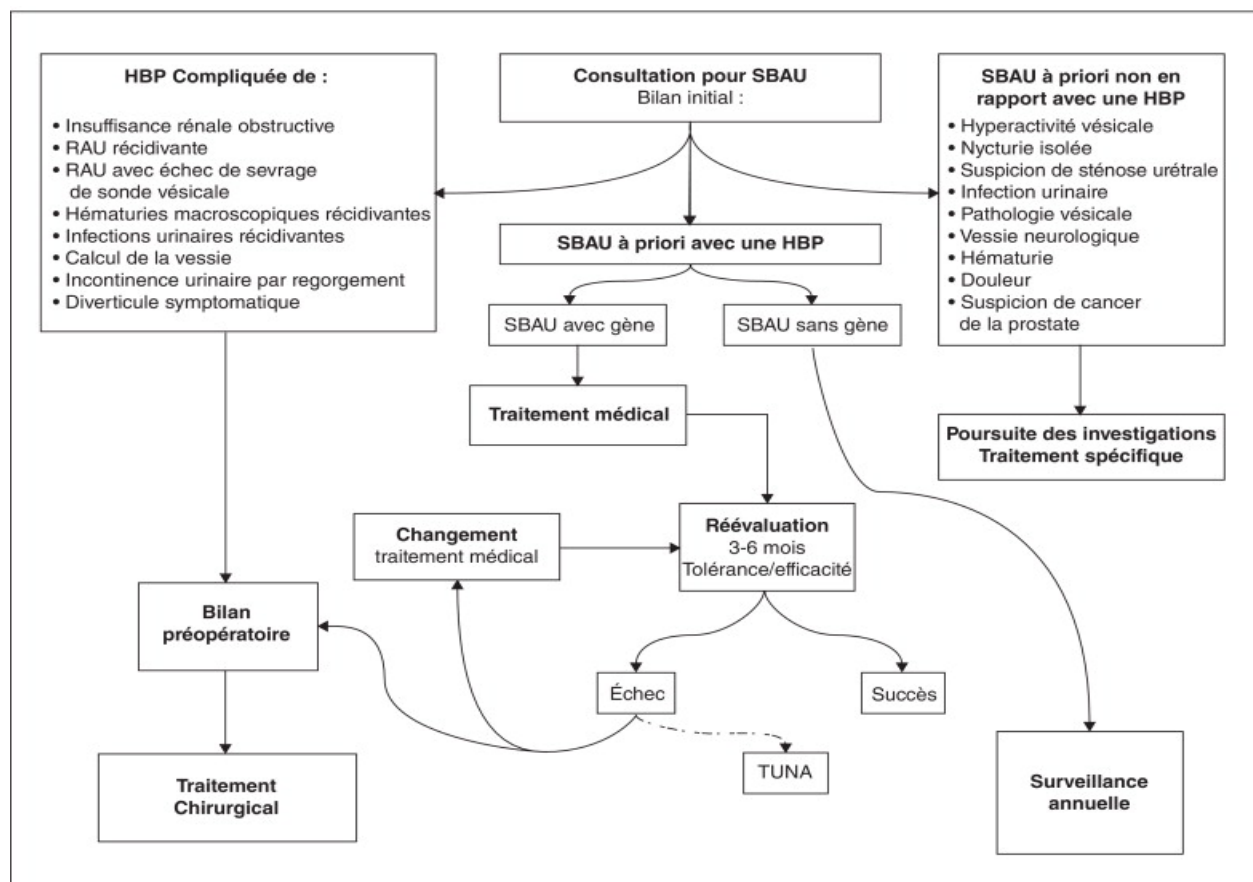 HBP Compliquée de :
• Insuffisance rénale obstructive
• RAU récidivante
• RAU avec échec de sevrage
de sonde vésicale
• Hématuries macroscopiques récidivantes
• Infections urinaires récidivantes
• Calcul de la vessie
• Incontinence urinaire par regorgement
• Diverticule symptomatique
Consultation pour SBAU
Bilan initial :
SBAU à priori non en
rapport avec une HBP
• Hyperactivité vésicale
• Nycturie isolée
• Suspicion de sténose urétrale
• Infection urinaire
• Pathologie vésicale
• Vessie neurologique
• Hématurie
• Douleur
• Suspicion de cancer
de la prostate
SBAU à priori avec une HBP
SBAU avec gène
SBAU sans gène
Traitement médical
Poursuite des investigations
Traitement spécifique
Changement
traitement médical
Réévaluation
3-6 mois
Tolérance/efficacité
Bilan
préopératoire
Échec
Succès
TUNA
Traitement
Chirurgical
Surveillance
annuelle